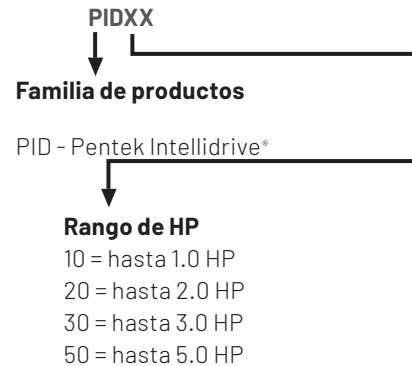 PIDXX
Familia de productos
PID - Pentek Intellidrive®
Rango de HP
10 = hasta 1.0 HP
20 = hasta 2.0 HP
30 = hasta 3.0 HP
50 = hasta 5.0 HP